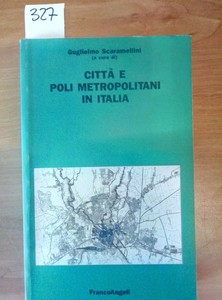 327
Guglielmo Scaramellini
(a cura di)
CITTÀ E
POLI METROPOLITANI
IN ITALIA
FrancoAngeli